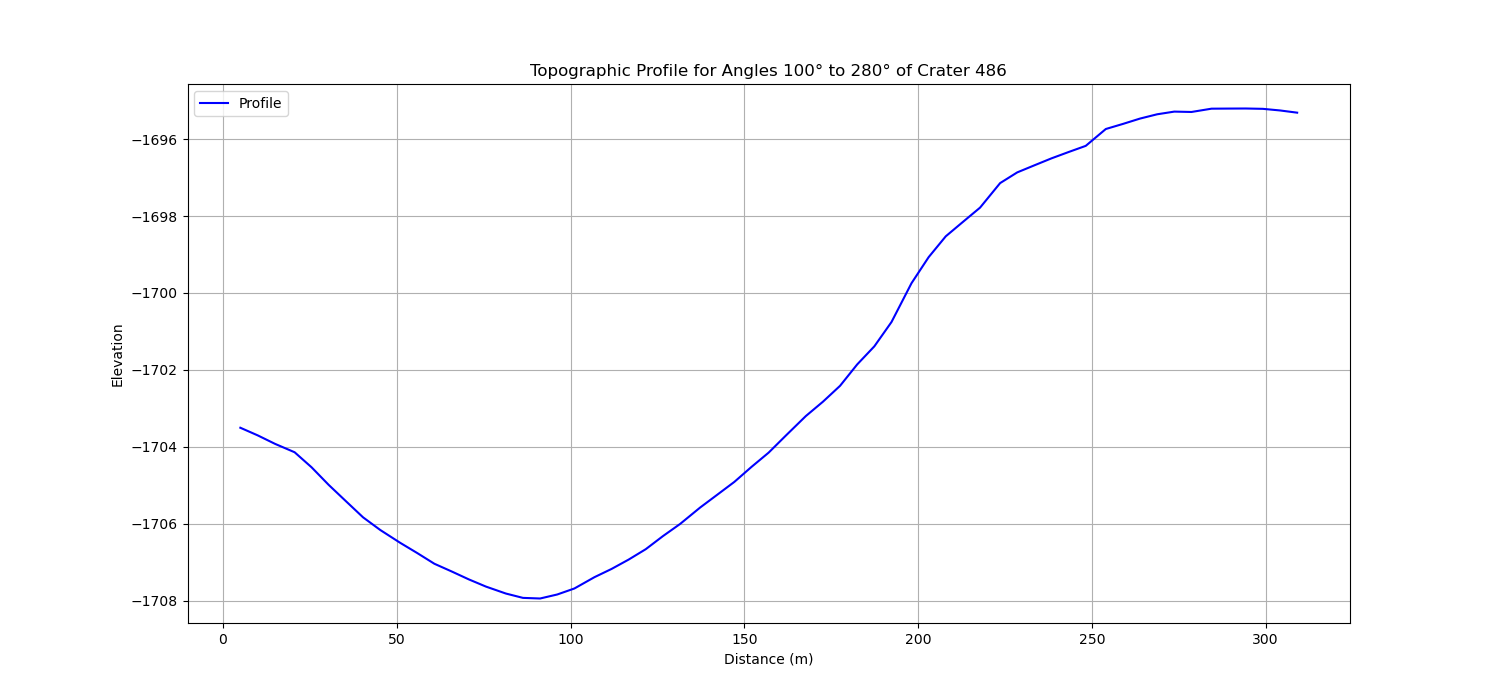 Topographic Profile for Angles 100° to 280° of Crater 486
Profile
−1696
−1698
−1700
−1702
−1704
−1706
−1708
Elevation
0 50 100 150 200 250 300
Distance (m)